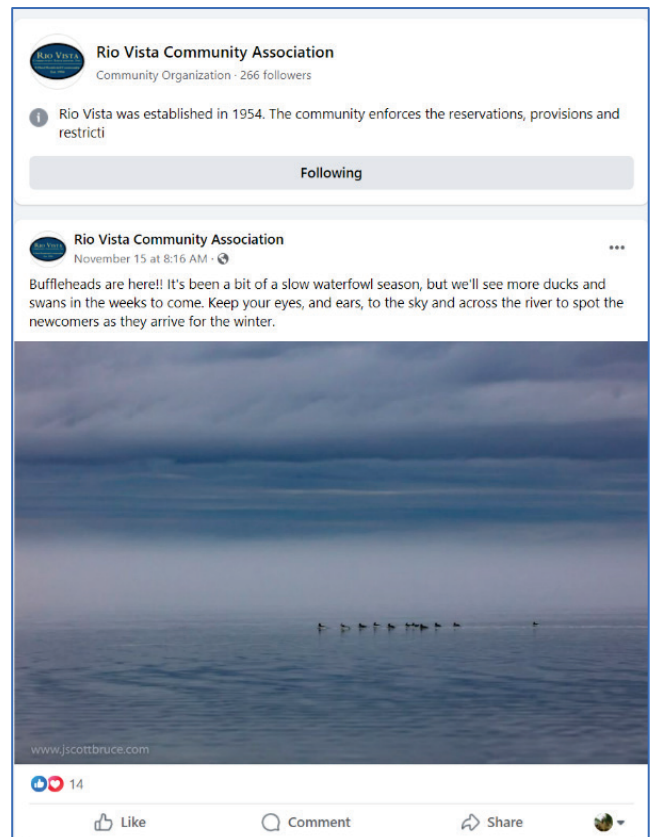 RIO VISTA
Rio Vista Community Association
Community Organization · 266 followers
Rio Vista was established in 1954. The community enforces the reservations, provisions and
restricti
Following
Rio Vista Community Association
November 15 at 8:16 AM ·
Buffleheads are here!! It's been a bit of a slow waterfowl season, but we'll see more ducks and
swans in the weeks to come. Keep your eyes, and ears, to the sky and across the river to spot the
newcomers as they arrive for the winter.
www.jscottbruce.com
14
Like
Comment
Share